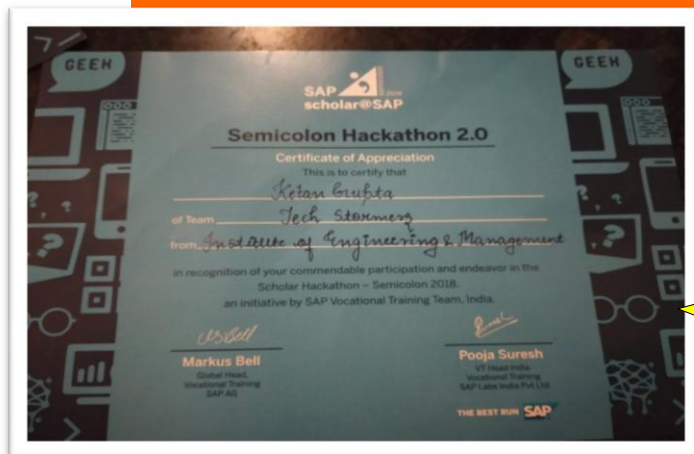 GEEK
GEEK
SAP
scholar@SAP
Semicolon Hackathon 2.0
Certificate of Appreciation
This is to certify that
Ketan Gupta
of Team Tech Stormerz
from Institute of Engineering & Management
in recognition of your commendable participation and endeavor in the
Scholar Hackathon – Semicolon 2018.
an initiative by SAP Vocational Training Team, India.
Markus Bell
Global Head,
Vocational Training
SAP AG
Pooja Suresh
VT Head India
Vocational Training
SAP Labs India Pvt Ltd
THE BEST RUN SAP